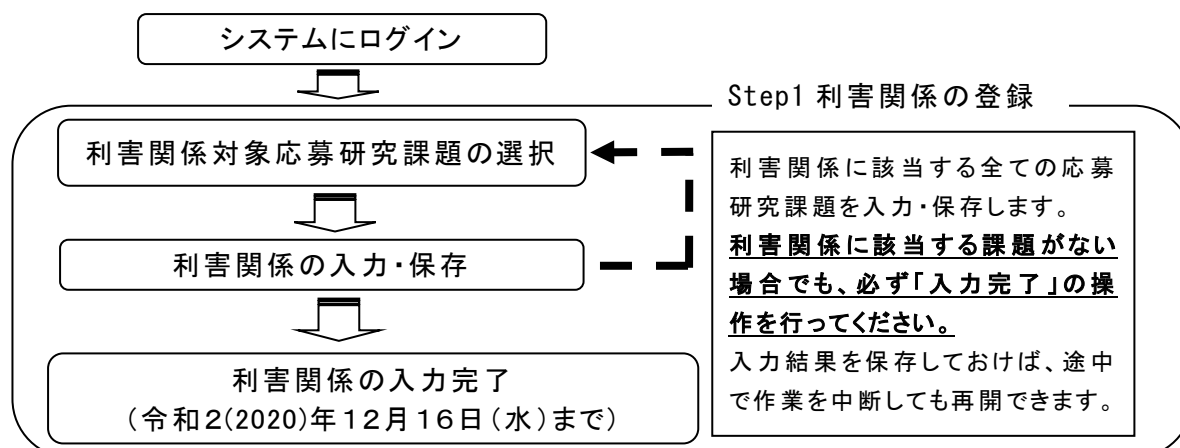 システムにログイン
Step1 利害関係の登録
利害関係対象応募研究課題の選択
利害関係の入力・保存
利害関係の入力完了
(令和2(2020)年12月16日(水)まで)
利害関係に該当する全ての応募
研究課題を入力・保存します。
利害関係に該当する課題がない
場合でも、必ず「入力完了」の操
作を行ってください。
入力結果を保存しておけば、途中
で作業を中断しても再開できます。